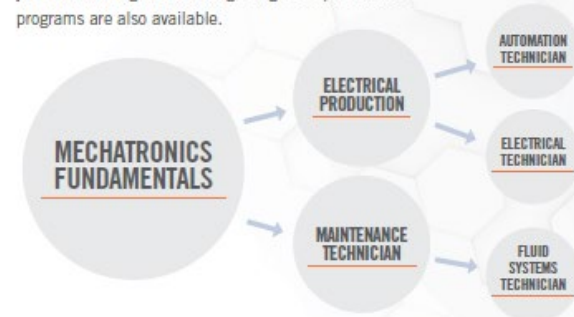 programs are also available.
MECHATRONICS
FUNDAMENTALS
ELECTRICAL
PRODUCTION
MAINTENANCE
TECHNICIAN
AUTOMATION
TECHNICIAN
ELECTRICAL
TECHNICIAN
FLUID
SYSTEMS
TECHNICIAN